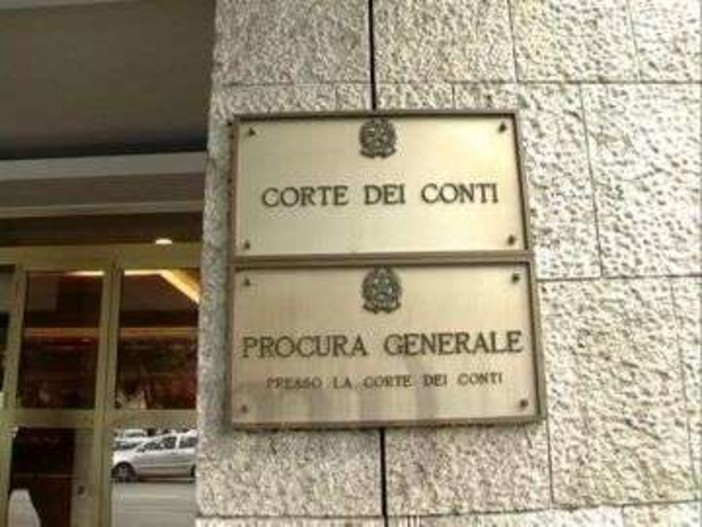 CORTE DEI CONTI
PROCURA GENERALE
PRESSO LA CORTE DEI CONTI